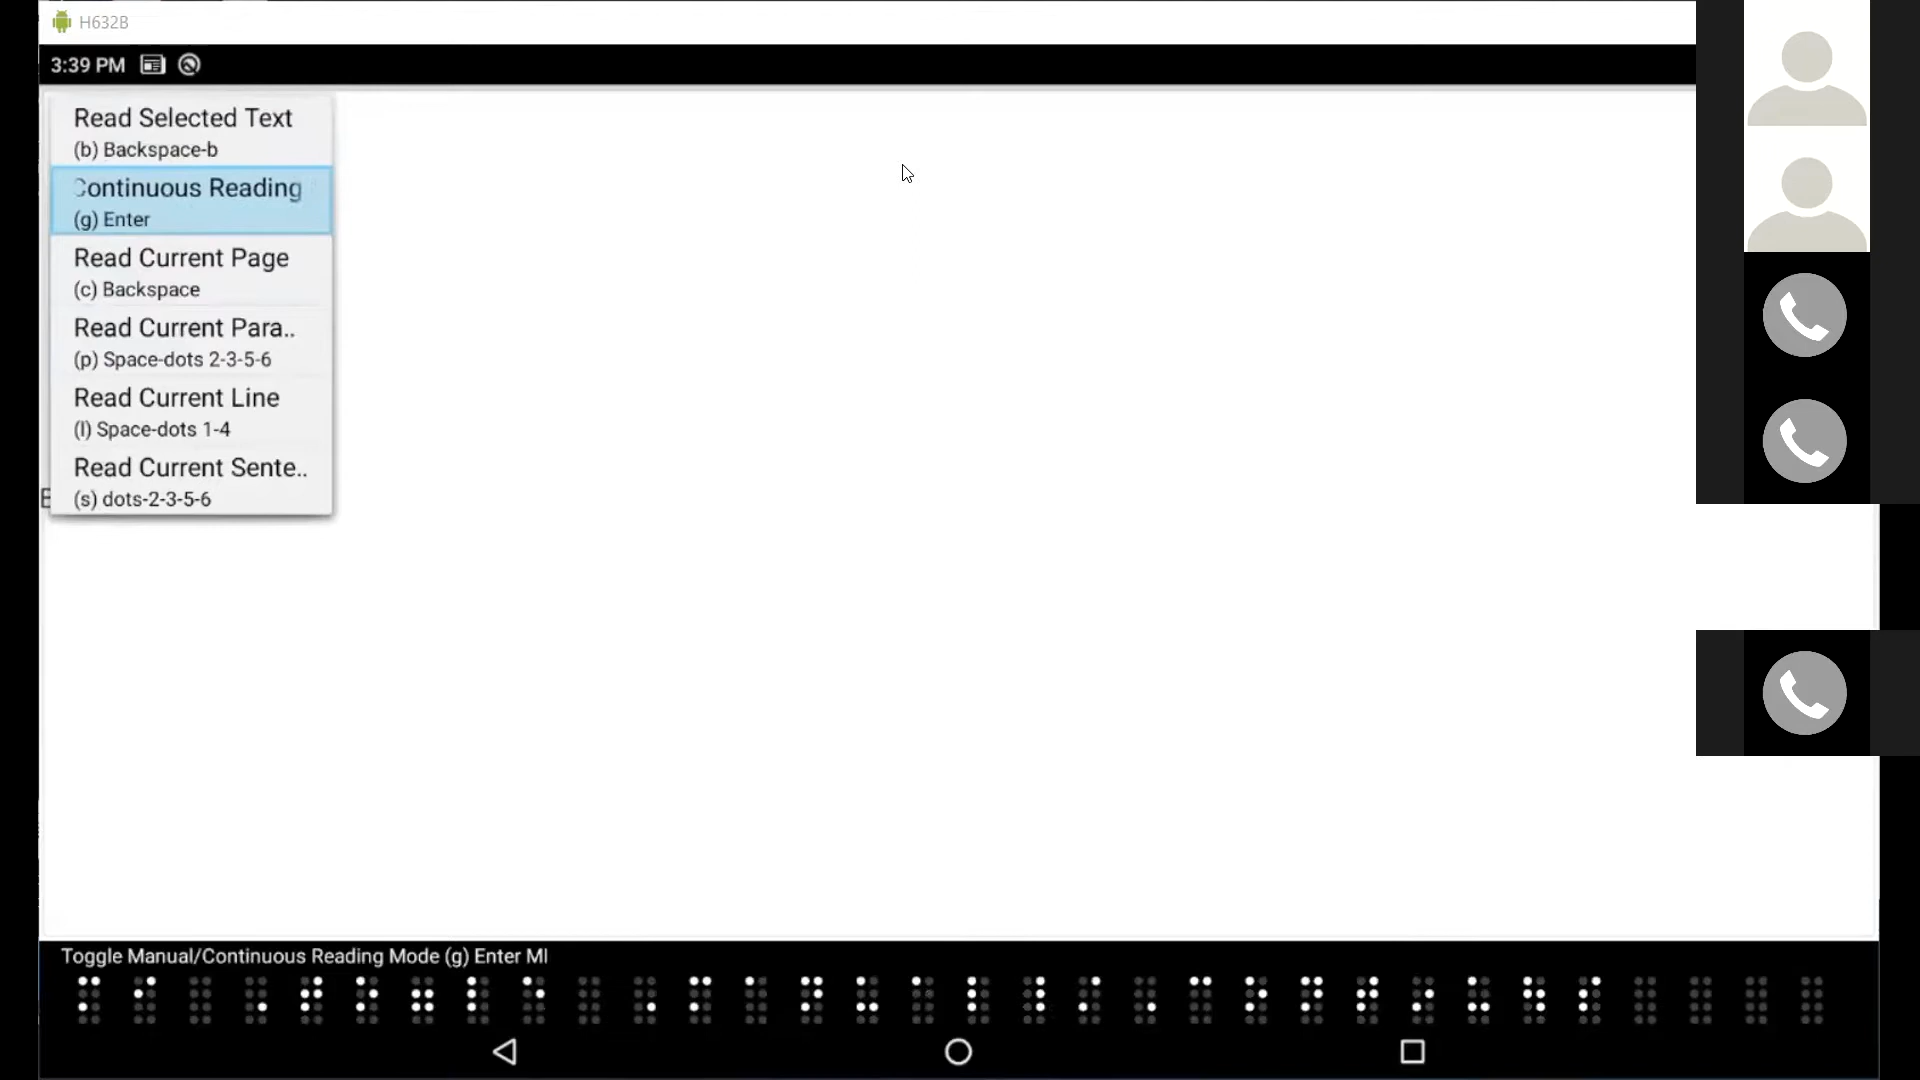 H632B
3:39 PM
Read Selected Text
(b) Backspace-b
Continuous Reading
(g) Enter
Read Current Page
(c) Backspace
Read Current Para..
(p) Space-dots 2-3-5-6
Read Current Line
(l) Space-dots 1-4
Read Current Sente..
(s) dots-2-3-5-6
Toggle Manual/Continuous Reading Mode (g) Enter MI